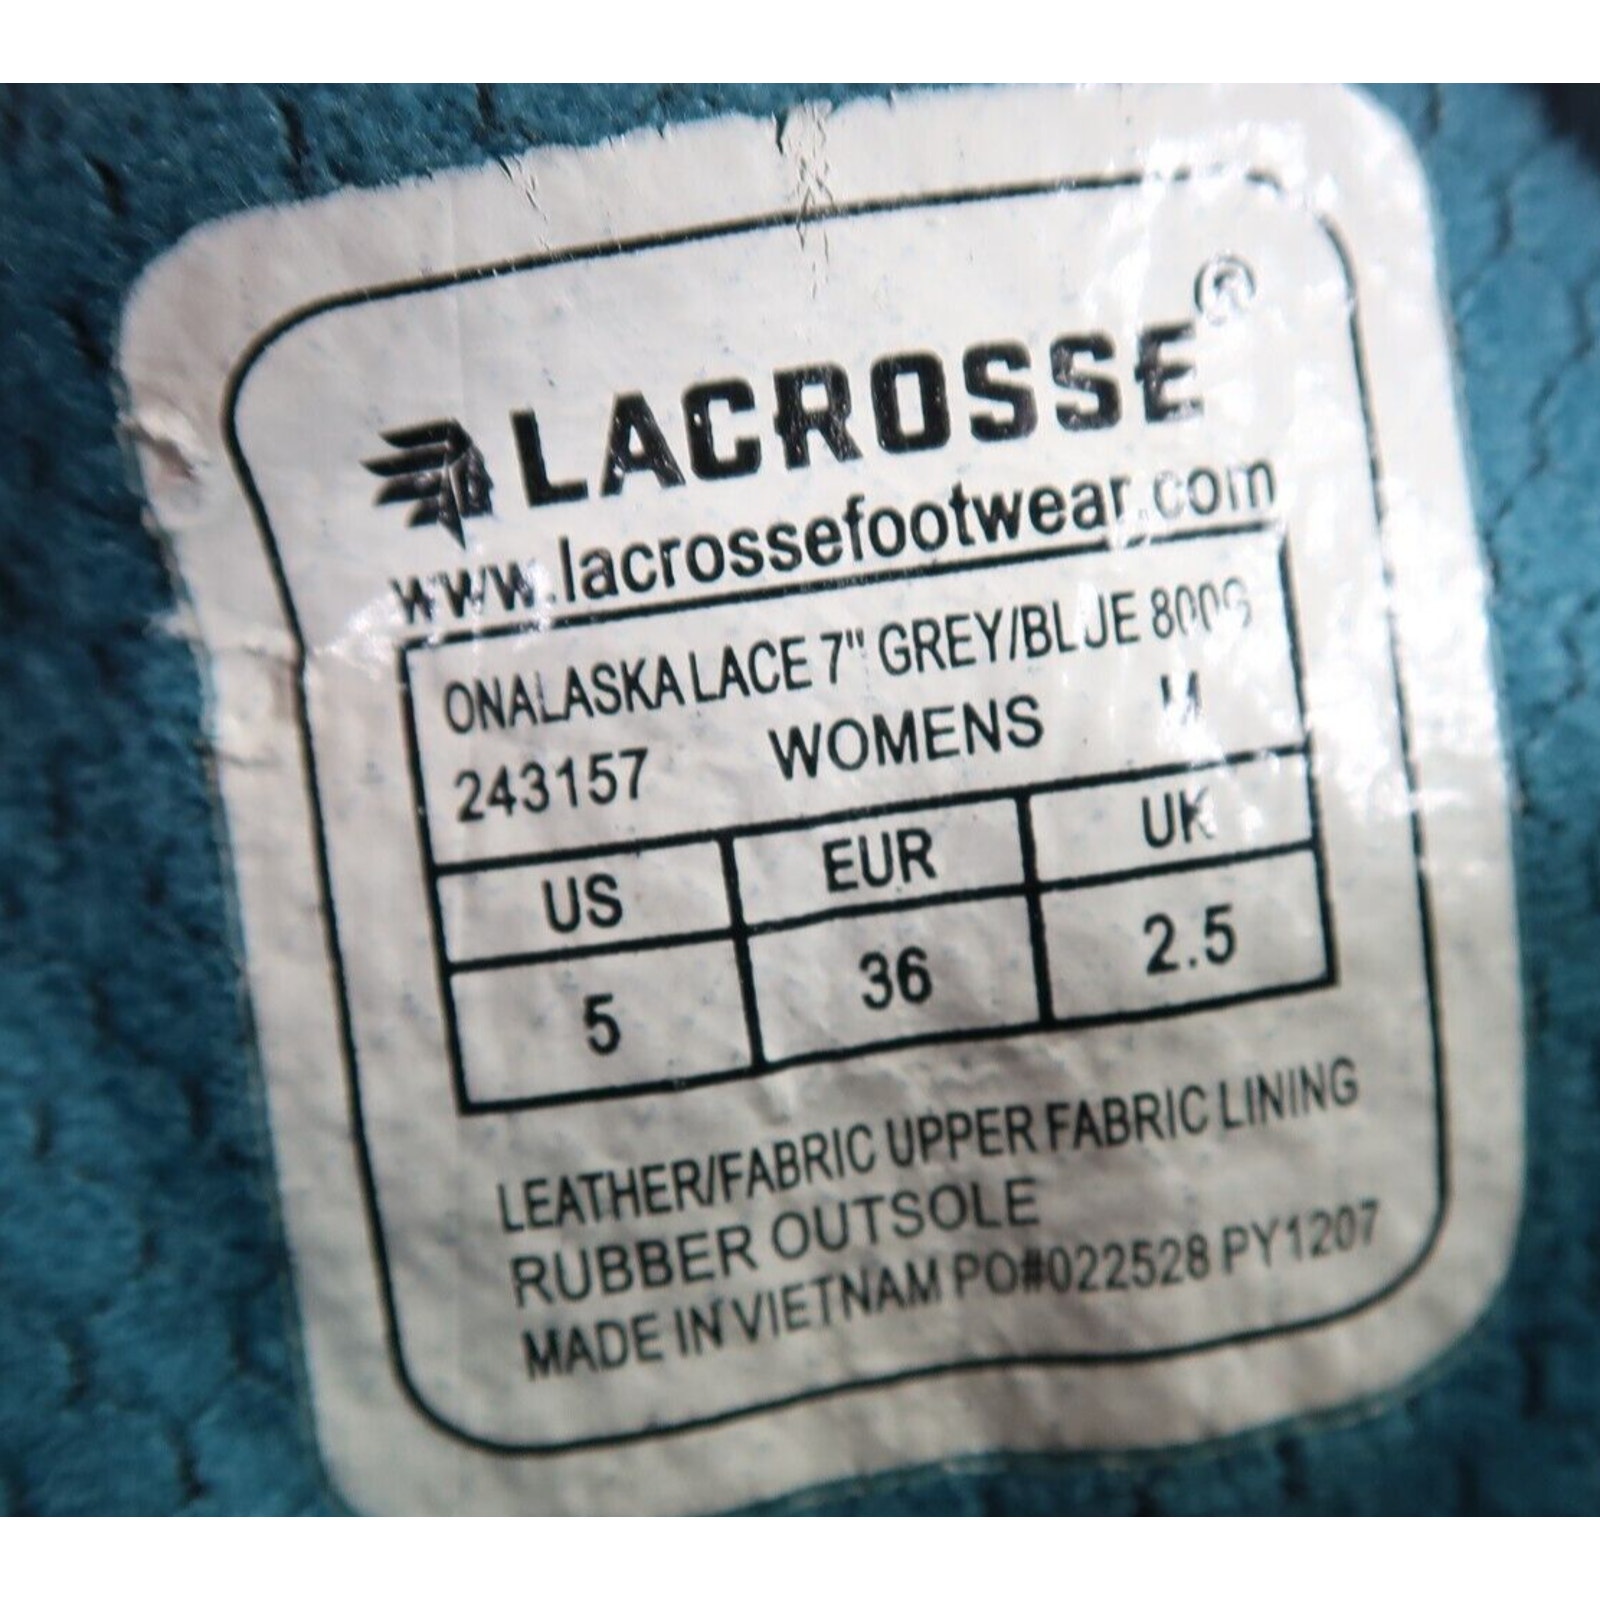 LACROSSE®
www.lacrossefootwear.com
ONALASKA LACE 7" GREY/BLUE 800G
243157 WOMENS M
US EUR UK
5 36 2.5
LEATHER/FABRIC UPPER FABRIC LINING
RUBBER OUTSOLE
MADE IN VIETNAM PO#022528 PY1207